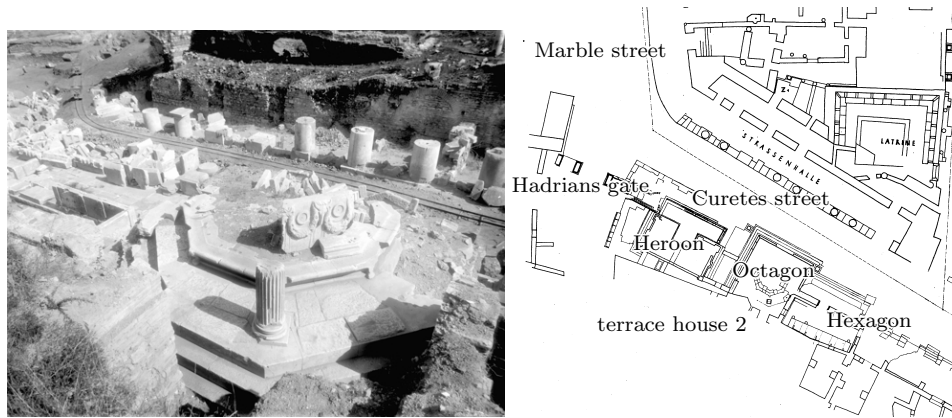 Marble street
STRASSENHALLE
LATRINE
Hadrians gate
Curetes street
Heroon
Octagon
terrace house 2
Hexagon